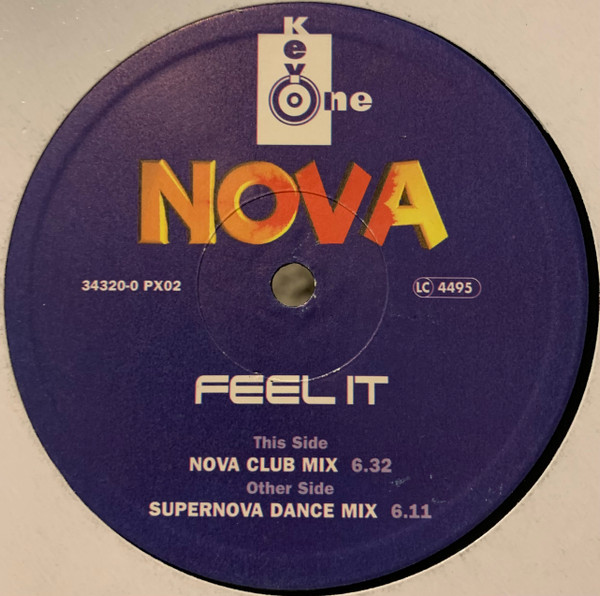 Key One
NOVA
34320-0 PX02
LC 4495
FEEL IT
This Side
NOVA CLUB MIX 6.32
Other Side
SUPERNOVA DANCE MIX 6.11